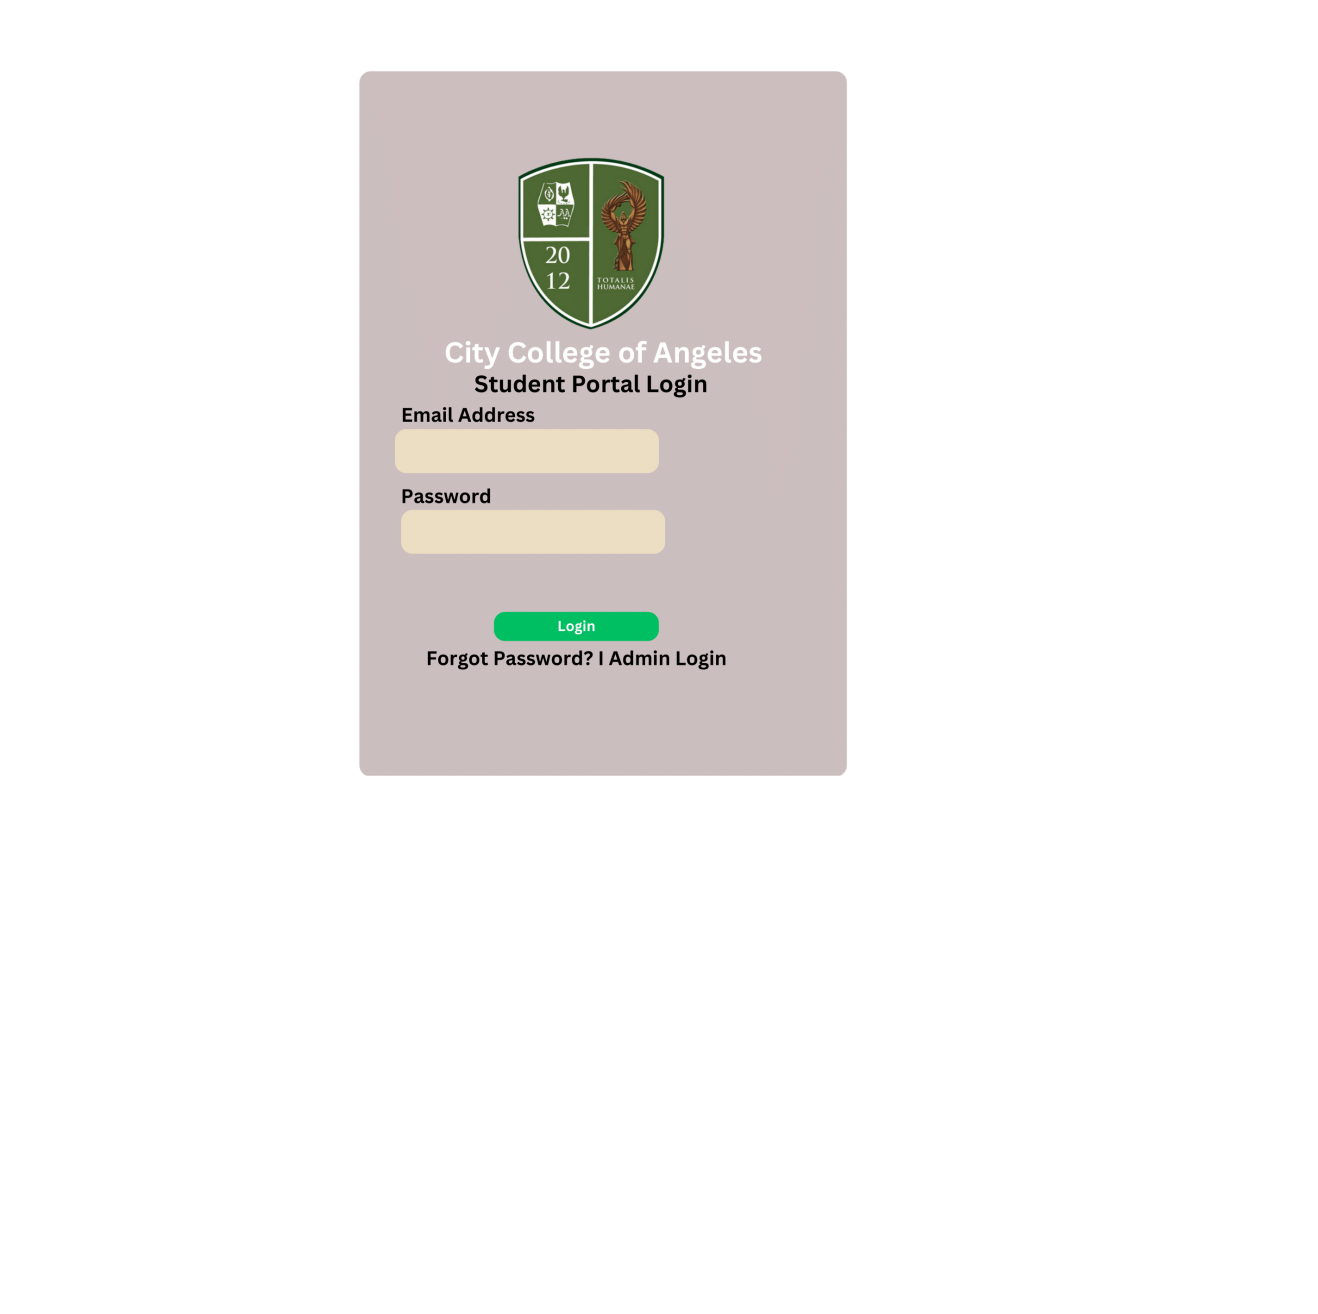 20
12
TOTALIS
HUMANAE
City College of Angeles
Student Portal Login
Email Address
Password
Login
Forgot Password? I Admin Login